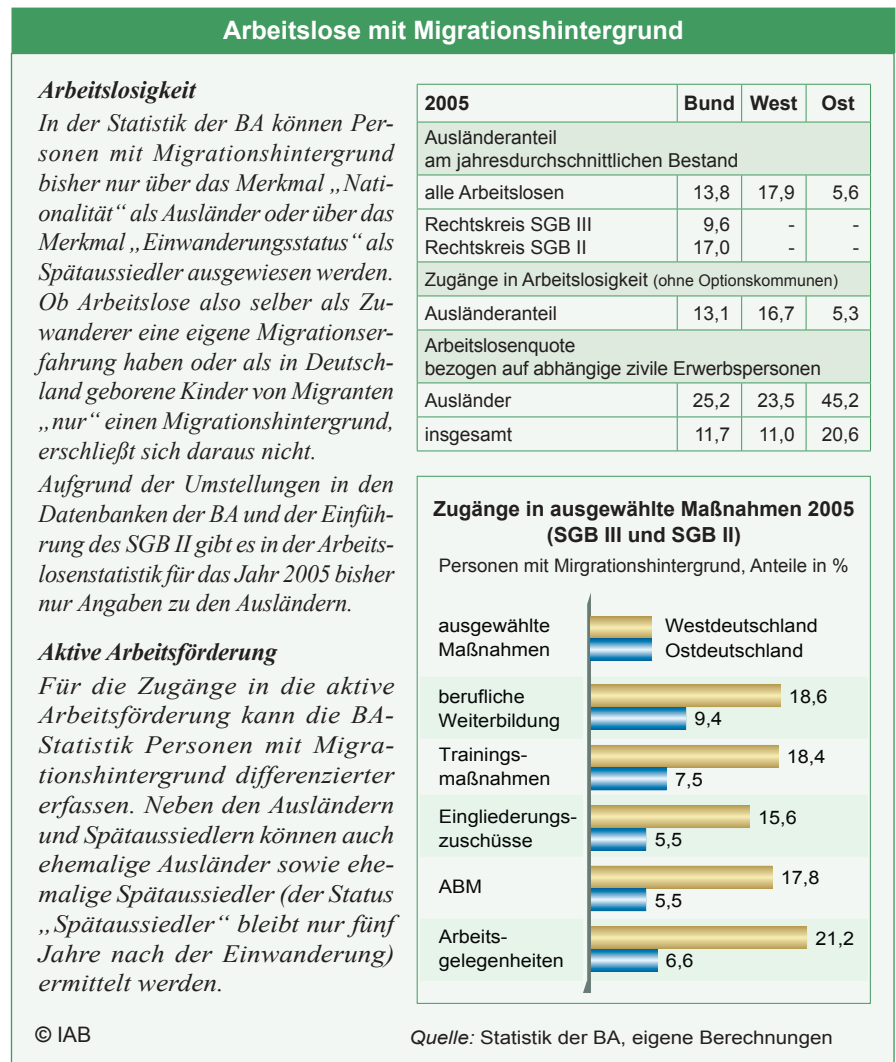 Arbeitslose mit Migrationshintergrund
Arbeitslosigkeit
In der Statistik der BA können Per-
sonen mit Migrationshintergrund
bisher nur über das Merkmal „Nati-
onalität“ als Ausländer oder über das
Merkmal „Einwanderungsstatus“ als
Spätaussiedler ausgewiesen werden.
Ob Arbeitslose also selber als Zu-
wanderer eine eigene Migrationser-
fahrung haben oder als in Deutsch-
land geborene Kinder von Migranten
„nur“ einen Migrationshintergrund,
erschließt sich daraus nicht.
Aufgrund der Umstellungen in den
Datenbanken der BA und der Einfüh-
rung des SGB II gibt es in der Arbeits-
losenstatistik für das Jahr 2005 bisher
nur Angaben zu den Ausländern.
Aktive Arbeitsförderung
Für die Zugänge in die aktive
Arbeitsförderung kann die BA-
Statistik Personen mit Migra-
tionshintergrund differenzierter
erfassen. Neben den Ausländern
und Spätaussiedlern können auch
ehemalige Ausländer sowie ehe-
malige Spätaussiedler (der Status
„Spätaussiedler“ bleibt nur fünf
Jahre nach der Einwanderung)
ermittelt werden.
2005 Bund West Ost
Ausländeranteil
am jahresdurchschnittlichen Bestand
alle Arbeitslosen 13,8 17,9 5,6
Rechtskreis SGB III 9,6 - -
Rechtskreis SGB II 17,0 - -
Zugänge in Arbeitslosigkeit (ohne Optionskommunen)
Ausländeranteil 13,1 16,7 5,3
Arbeitslosenquote
bezogen auf abhängige zivile Erwerbspersonen
Ausländer 25,2 23,5 45,2
insgesamt 11,7 11,0 20,6
Zugänge in ausgewählte Maßnahmen 2005
(SGB III und SGB II)
Personen mit Mirgrationshintergrund, Anteile in %
ausgewählte Westdeutschland
Maßnahmen Ostdeutschland
berufliche 18,6
Weiterbildung 9,4
Trainings- 18,4
maßnahmen 7,5
Eingliederungs- 15,6
zuschüsse 5,5
ABM 17,8
5,5
Arbeits- 21,2
gelegenheiten 6,6
© IAB
Quelle: Statistik der BA, eigene Berechnungen